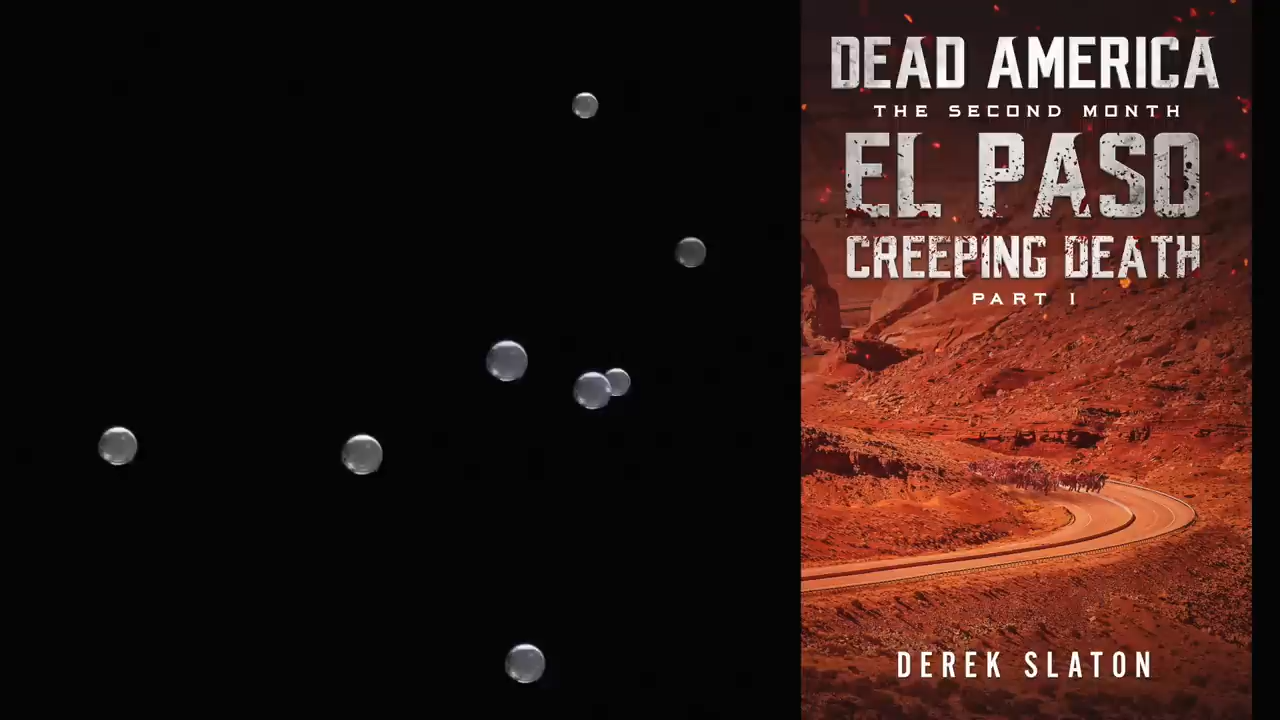 DEAD AMERICA
THE SECOND MONTH
EL PASO
CREEPING DEATH
PART I
DEREK SLATON